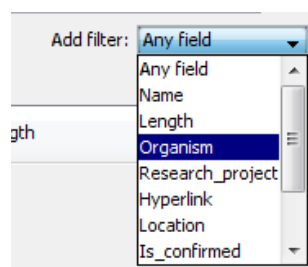 Add filter: Any field
Any field
Name
Length
gth
Organism
Research_project
Hyperlink
Location
Is_confirmed